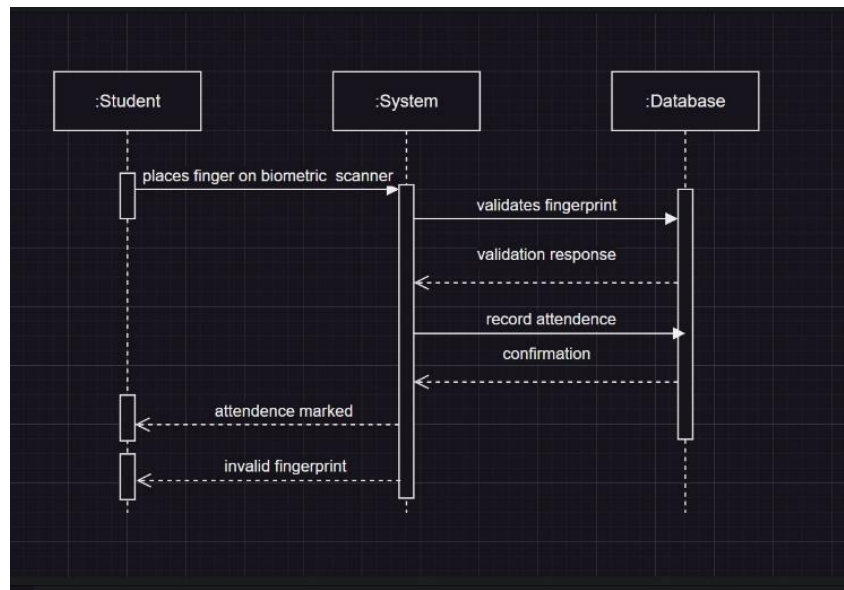 :Student
:System
:Database
places finger on biometric scanner
validates fingerprint
validation response
record attendence
confirmation
attendence marked
invalid fingerprint